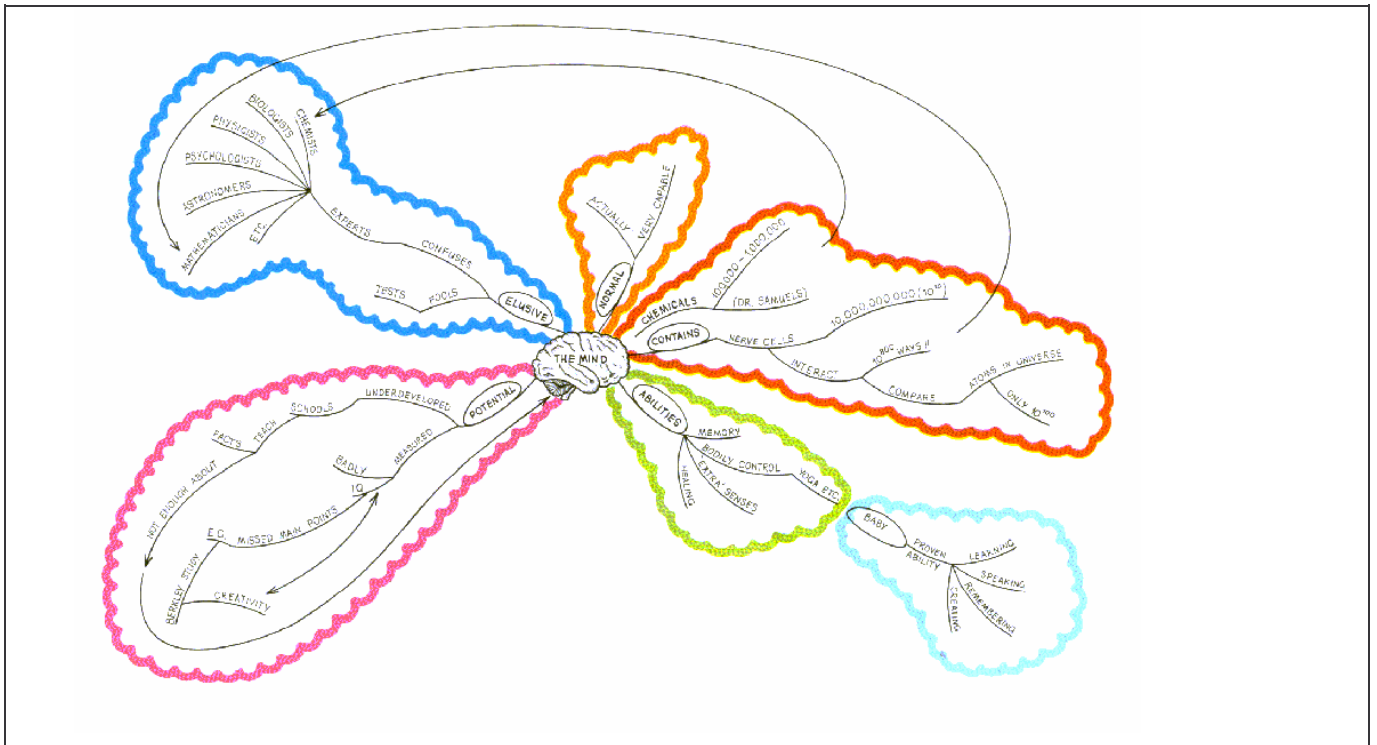 THE MIND
ELUSIVE
CONFUSES
EXPERTS
CHEMISTS
BIOLOGISTS
PHYSICISTS
PSYCHOLOGISTS
ASTRONOMERS
MATHEMATICIANS
ETC
FOOLS
TESTS
NORMAL
ACTUALLY
VERY CAPABLE
CONTAINS
CHEMICALS
100,000 - 1,000,000
(DR. SAMUELS)
NERVE CELLS
10,000,000,000 (10¹⁰)
INTERACT
10⁸⁰⁰ WAYS !!
COMPARE
ATOMS IN UNIVERSE
ONLY 10¹⁰⁰
ABILITIES
MEMORY
BODILY CONTROL
YOGA ETC.
'EXTRA' SENSES
HEALING
BABY
PROVEN
ABILITY
LEARNING
SPEAKING
REMEMBERING
CREATING
POTENTIAL
UNDERDEVELOPED
SCHOOLS
TEACH
FACTS
NOT ENOUGH ABOUT
MEASURED
BADLY
IQ
E.G. MISSED MAIN POINTS
BERKLEY STUDY
CREATIVITY